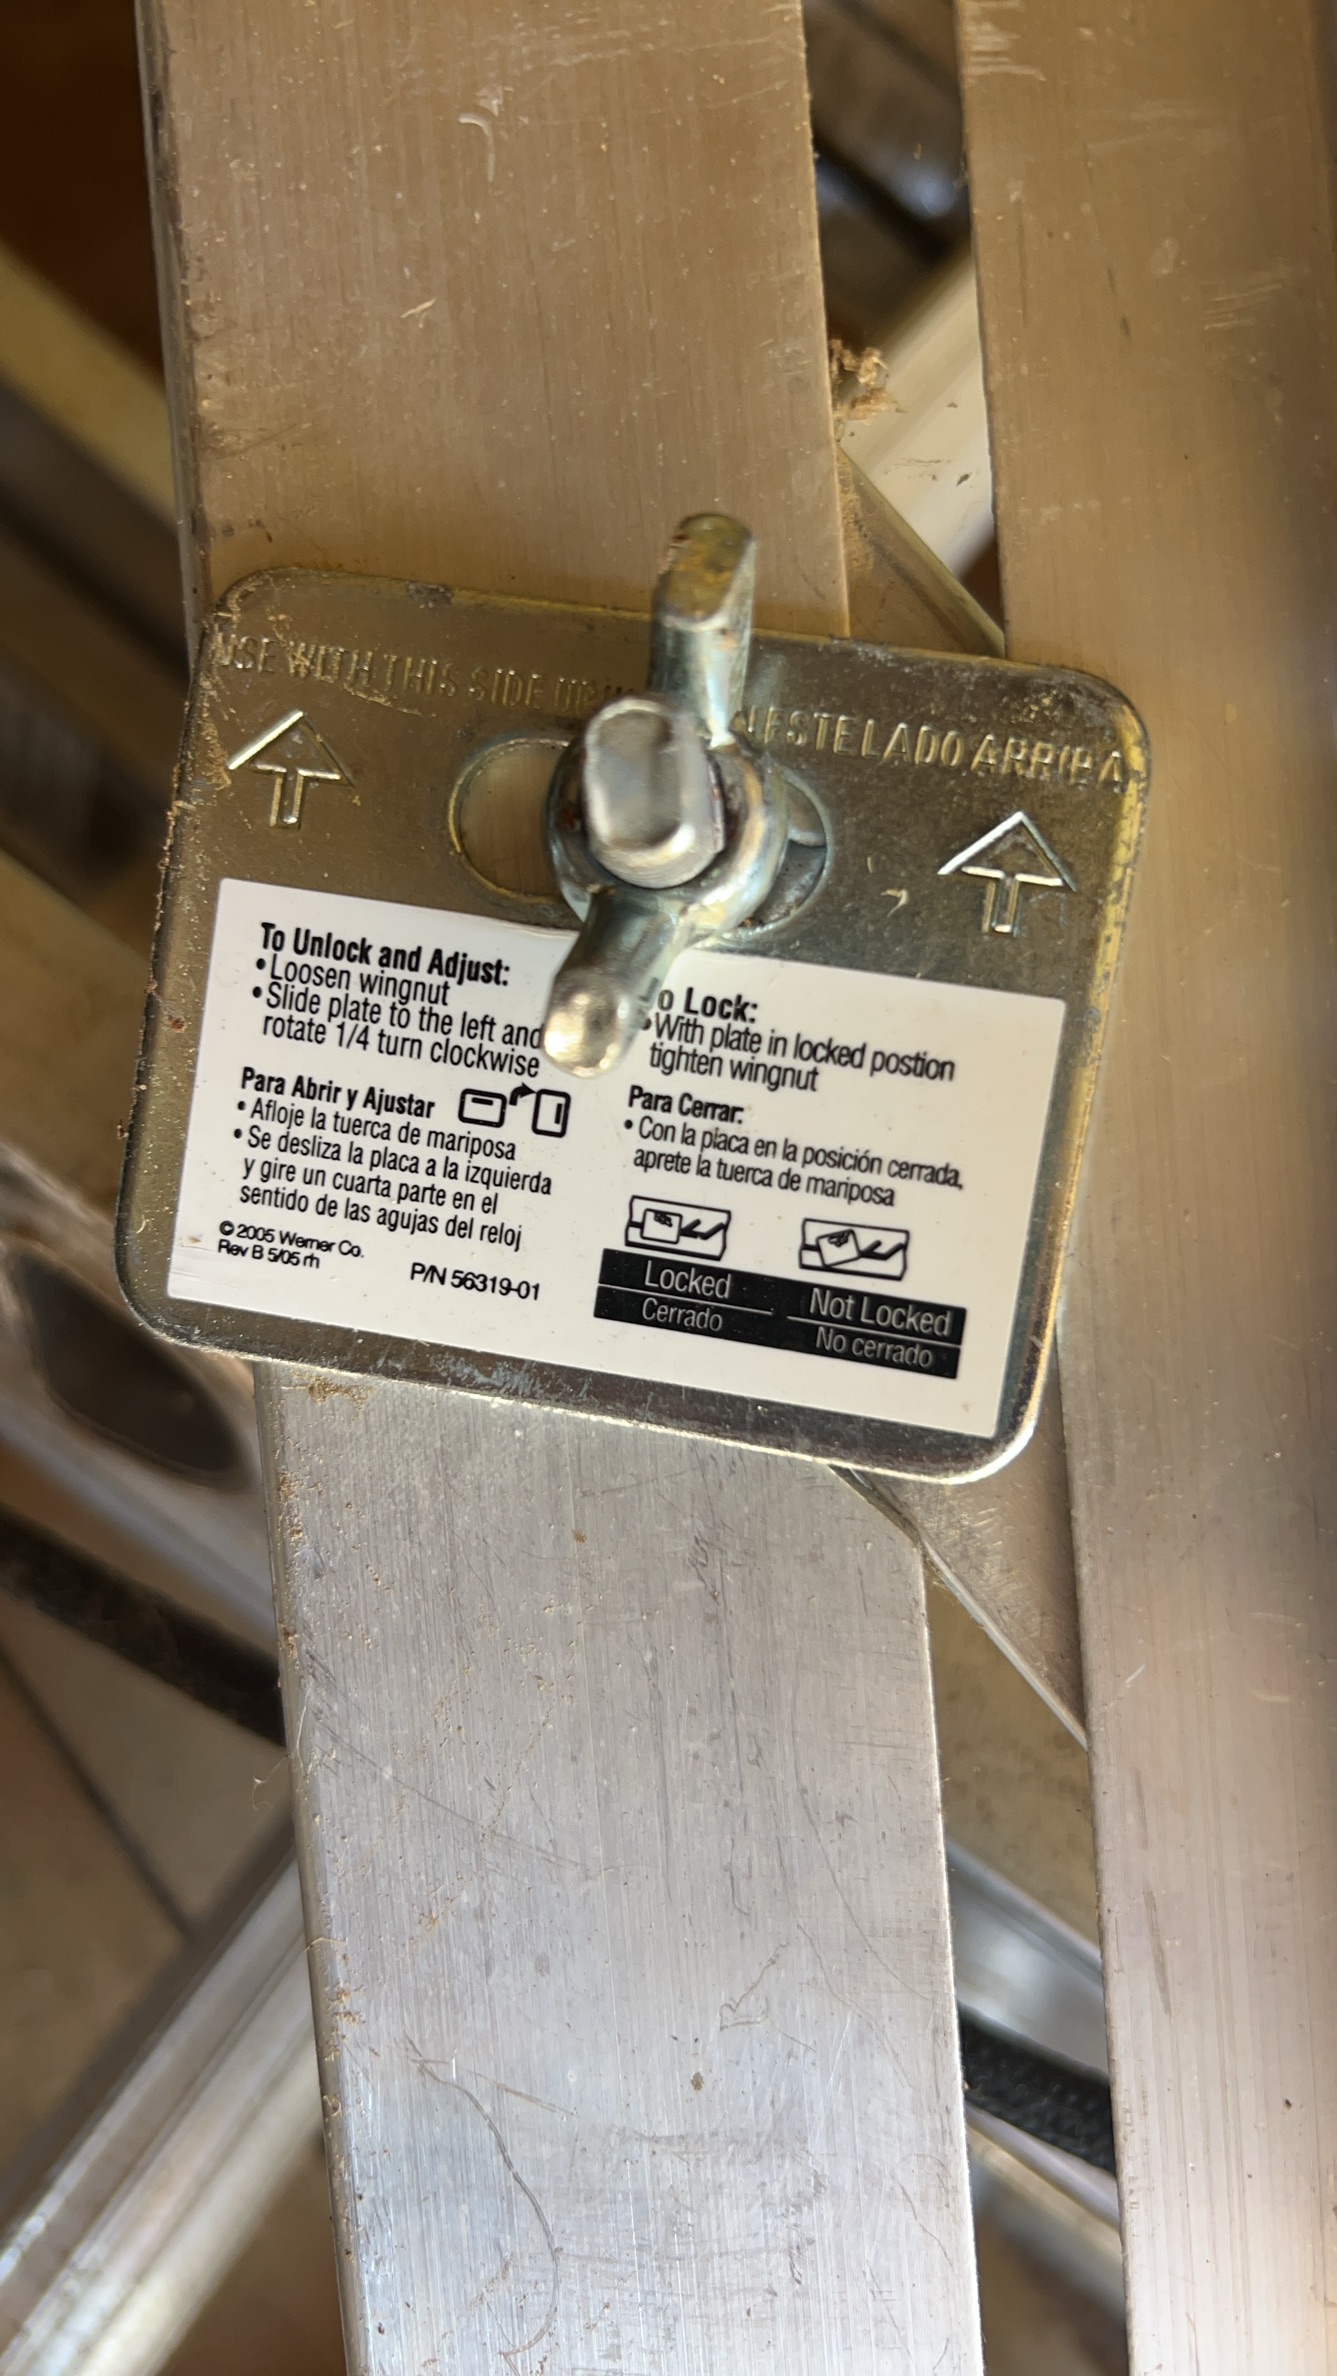 USE WITH THIS SIDE UP
ESTE LADO ARRIBA
To Unlock and Adjust:
• Loosen wingnut
• Slide plate to the left and
rotate 1/4 turn clockwise
Para Abrir y Ajustar
• Afloje la tuerca de mariposa
• Se desliza la placa a la izquierda
y gire un cuarta parte en el
sentido de las agujas del reloj
© 2005 Werner Co.
Rev B 5/05 rh
P/N 56319-01
o Lock:
• With plate in locked postion
tighten wingnut
Para Cerrar:
• Con la placa en la posición cerrada,
aprete la tuerca de mariposa
Locked
Cerrado
Not Locked
No cerrado